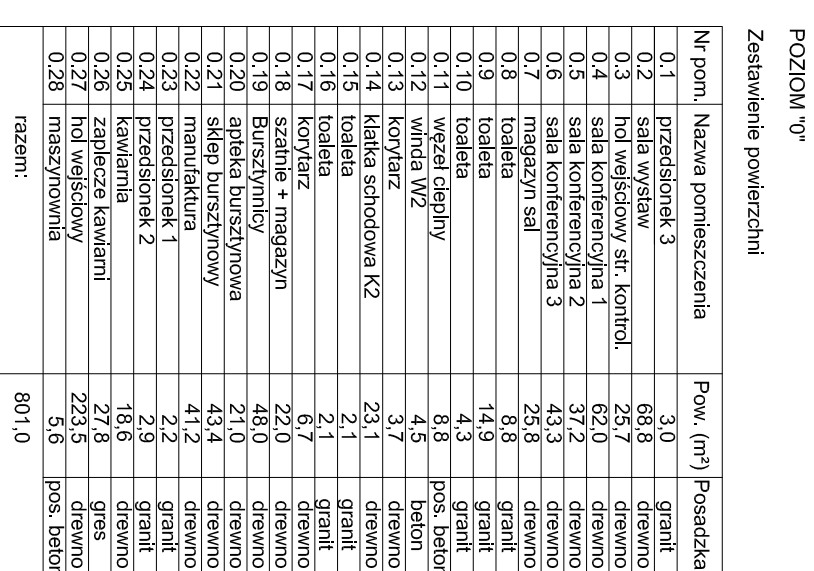 POZIOM "0"
Zestawienie powierzchni
Nr pom. Nazwa pomieszczenia Pow. (m²) Posadzka
0.1 przedsionek 3 3,0 granit
0.2 sala wystaw 68,8 drewno
0.3 hol wejściowy str. kontrol. 25,7 drewno
0.4 sala konferencyjna 1 62,0 drewno
0.5 sala konferencyjna 2 37,2 drewno
0.6 sala konferencyjna 3 43,3 drewno
0.7 magazyn sal 25,8 drewno
0.8 toaleta 8,8 granit
0.9 toaleta 14,9 granit
0.10 toaleta 4,3 granit
0.11 węzeł cieplny 8,8 pos. beton
0.12 winda W2 4,5 beton
0.13 korytarz 3,7 drewno
0.14 klatka schodowa K2 23,1 drewno
0.15 toaleta 2,1 granit
0.16 toaleta 2,1 granit
0.17 korytarz 6,7 drewno
0.18 szatnie + magazyn 22,0 drewno
0.19 Bursztynnicy 48,0 drewno
0.20 apteka bursztynowa 21,0 drewno
0.21 sklep bursztynowy 43,4 drewno
0.22 manufaktura 41,2 drewno
0.23 przedsionek 1 2,2 granit
0.24 przedsionek 2 2,9 granit
0.25 kawiarnia 18,6 drewno
0.26 zaplecze kawiarni 27,8 gres
0.27 hol wejściowy 223,5 drewno
0.28 maszynownia 5,6 pos. beton
razem: 801,0